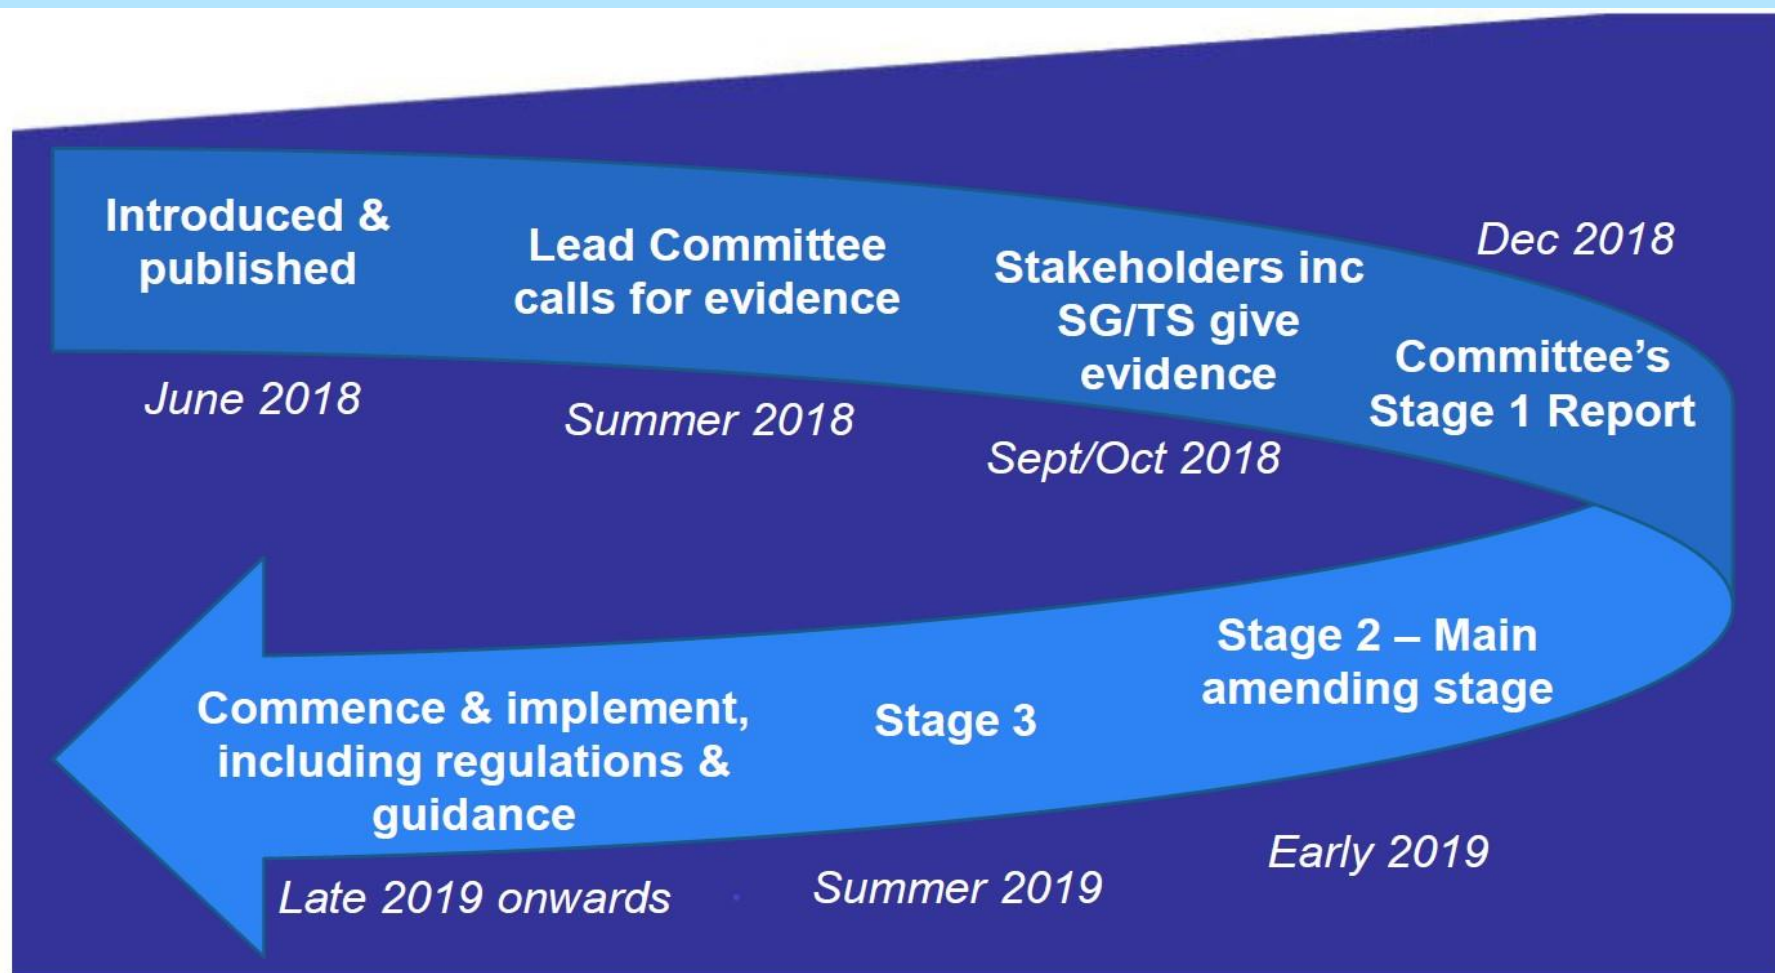 Introduced &
published
June 2018
Lead Committee
calls for evidence
Summer 2018
Stakeholders inc
SG/TS give
evidence
Sept/Oct 2018
Dec 2018
Committee’s
Stage 1 Report
Stage 2 – Main
amending stage
Early 2019
Stage 3
Summer 2019
Commence & implement,
including regulations &
guidance
Late 2019 onwards